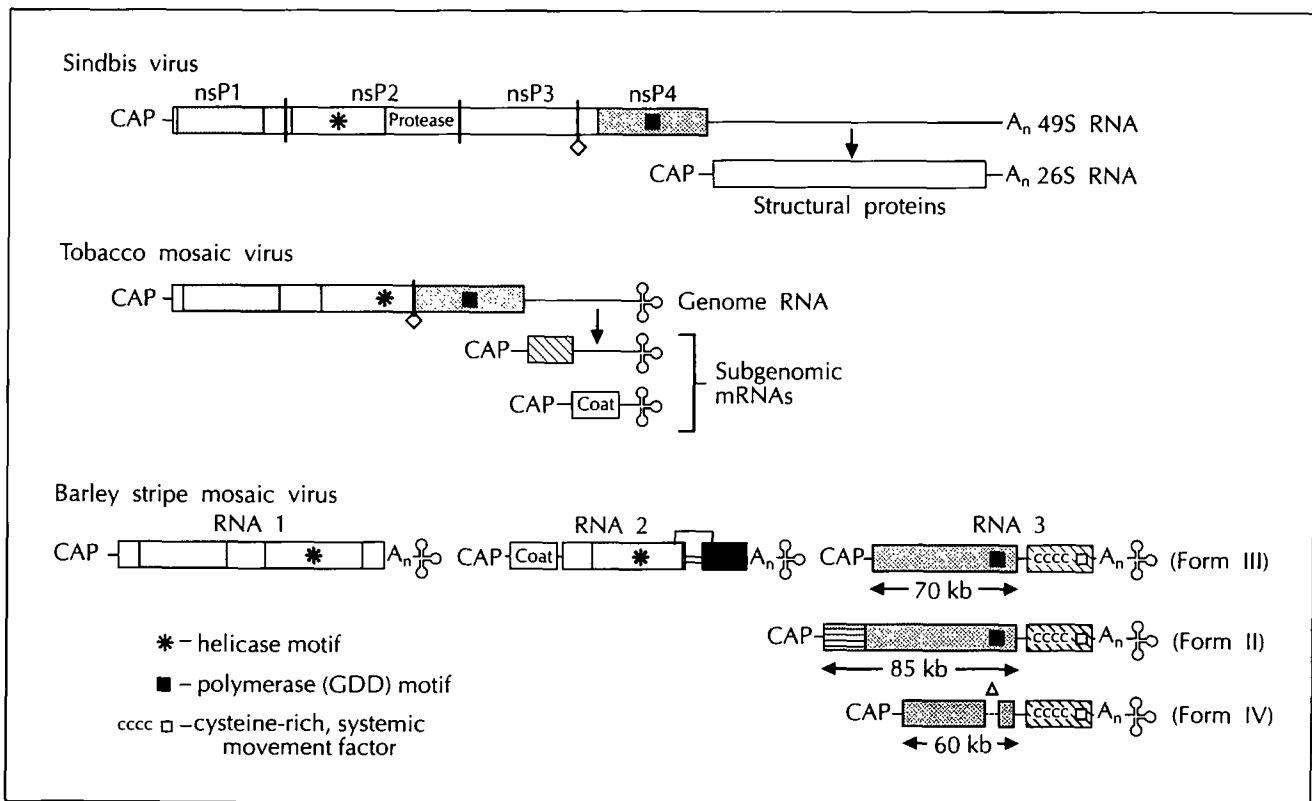 Sindbis virus
nsP1 nsP2 nsP3 nsP4
CAP Protease An 49S RNA
CAP An 26S RNA
Structural proteins
Tobacco mosaic virus
CAP Genome RNA
CAP
CAP Coat
Subgenomic
mRNAs
Barley stripe mosaic virus
RNA 1 RNA 2 RNA 3
CAP An CAP Coat An CAP cccc An (Form III)
70 kb
CAP cccc An (Form II)
85 kb
CAP cccc An (Form IV)
60 kb
* – helicase motif
■ – polymerase (GDD) motif
cccc □ – cysteine-rich, systemic
movement factor